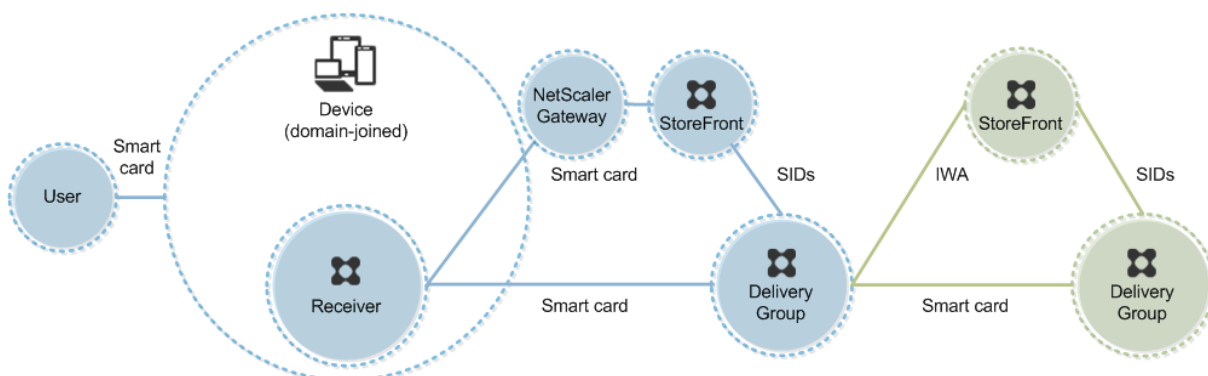 User
Smart
card
Device
(domain-joined)
Receiver
NetScaler
Gateway
StoreFront
Smart card
SIDs
Smart card
Delivery
Group
StoreFront
IWA
SIDs
Smart card
Delivery
Group